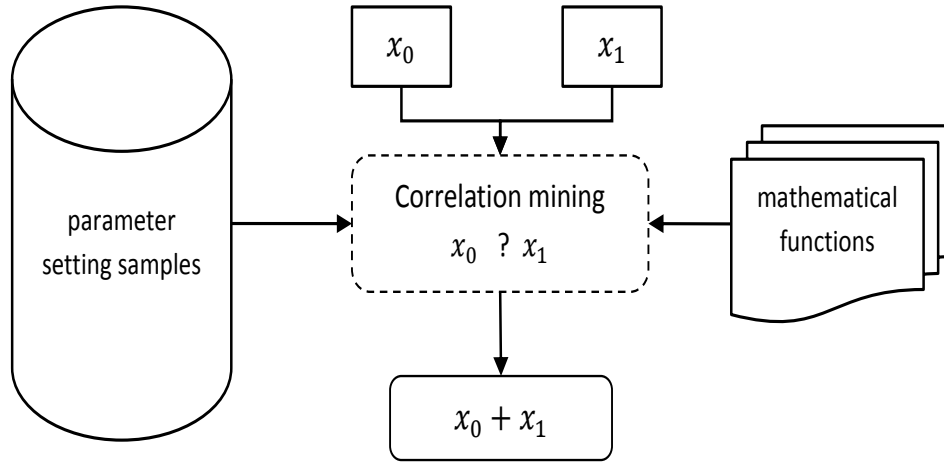 x₀
x₁
Correlation mining
x₀ ? x₁
parameter
setting samples
mathematical
functions
x₀ + x₁